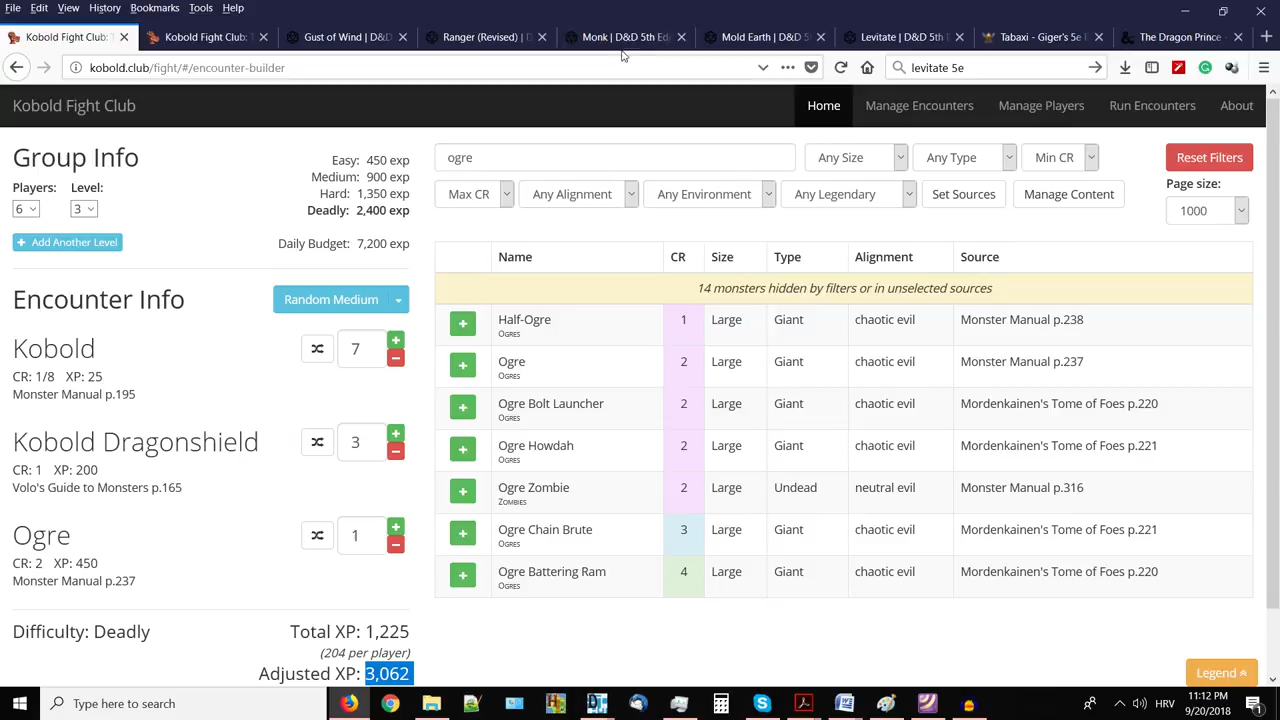 File Edit View History Bookmarks Tools Help
Kobold Fight Club: T
Kobold Fight Club: T
Gust of Wind | D&D
Ranger (Revised) | D
Monk | D&D 5th Ed
Mold Earth | D&D 5
Levitate | D&D 5th
Tabaxi - Giger's 5e
The Dragon Prince -
kobold.club/fight/#/encounter-builder
levitate 5e
Kobold Fight Club
Home
Manage Encounters
Manage Players
Run Encounters
About
Group Info
Players: Level:
6 3
+ Add Another Level
Easy: 450 exp
Medium: 900 exp
Hard: 1,350 exp
Deadly: 2,400 exp
Daily Budget: 7,200 exp
Encounter Info
Random Medium
Kobold
7
CR: 1/8 XP: 25
Monster Manual p.195
Kobold Dragonshield
3
CR: 1 XP: 200
Volo's Guide to Monsters p.165
Ogre
1
CR: 2 XP: 450
Monster Manual p.237
Difficulty: Deadly
Total XP: 1,225
(204 per player)
Adjusted XP: 3,062
ogre
Any Size
Any Type
Min CR
Reset Filters
Max CR
Any Alignment
Any Environment
Any Legendary
Set Sources
Manage Content
Page size:
1000
Name CR Size Type Alignment Source
14 monsters hidden by filters or in unselected sources
Half-Ogre 1 Large Giant chaotic evil Monster Manual p.238
Ogres
Ogre 2 Large Giant chaotic evil Monster Manual p.237
Ogres
Ogre Bolt Launcher 2 Large Giant chaotic evil Mordenkainen's Tome of Foes p.220
Ogres
Ogre Howdah 2 Large Giant chaotic evil Mordenkainen's Tome of Foes p.221
Ogres
Ogre Zombie 2 Large Undead neutral evil Monster Manual p.316
Zombies
Ogre Chain Brute 3 Large Giant chaotic evil Mordenkainen's Tome of Foes p.221
Ogres
Ogre Battering Ram 4 Large Giant chaotic evil Mordenkainen's Tome of Foes p.220
Ogres
Legend
Type here to search
HRV
11:12 PM
9/20/2018